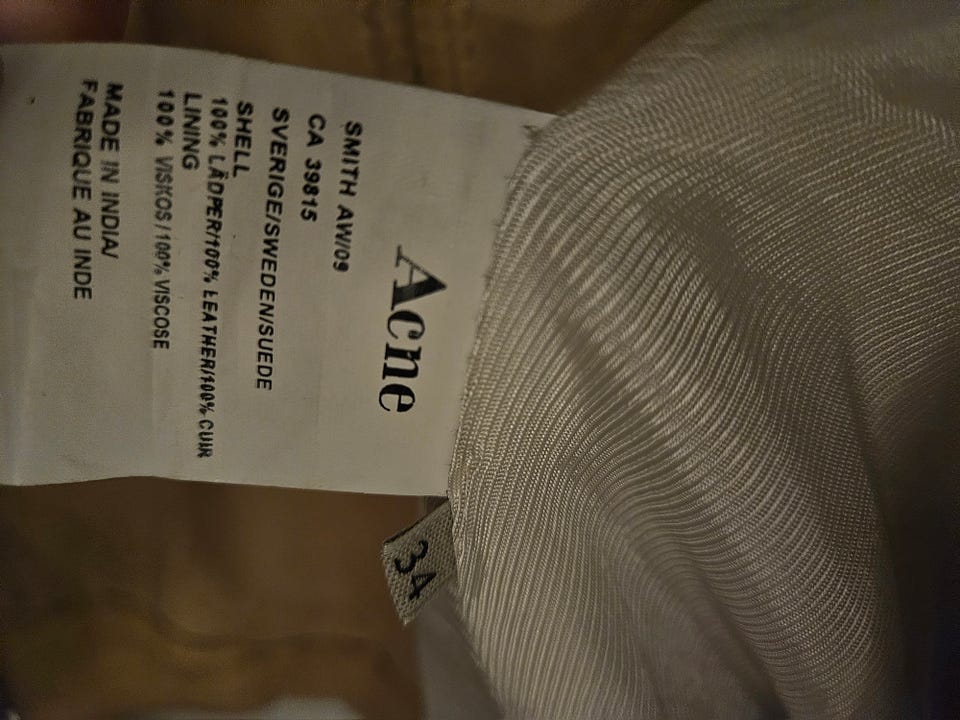 Acne
SMITH AW/09
CA 39815
SVERIGE/SWEDEN/SUEDE
SHELL
100% LÄDPER/100% LEATHER/100% CUIR
LINING
100% VISKOS/100% VISCOSE
MADE IN INDIA/
FABRIQUE AU INDE
34